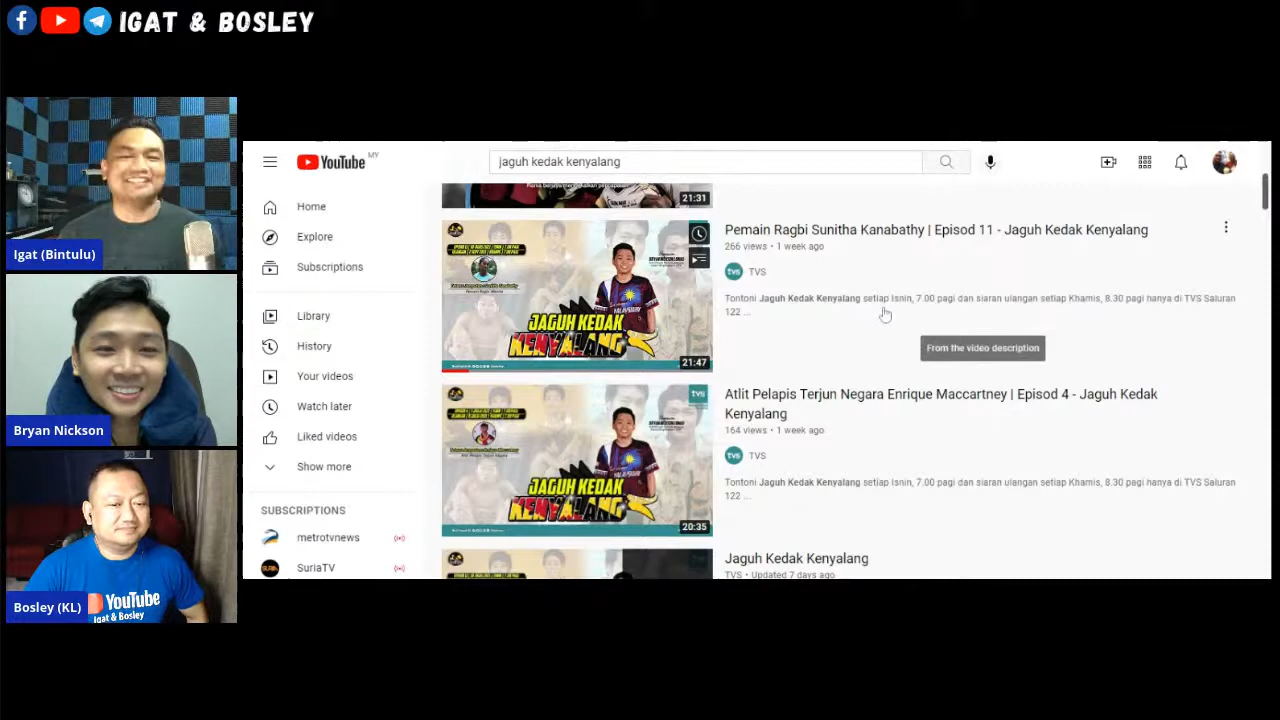 IGAT & BOSLEY
Igat (Bintulu)
Bryan Nickson
YouTube
Igat & Bosley
Bosley (KL)
YouTube MY
jaguh kedak kenyalang
Home
Explore
Subscriptions
Library
History
Your videos
Watch later
Liked videos
Show more
SUBSCRIPTIONS
metrotvnews
SuriaTV
21:31
JAGUH KEDAK
KENYALANG
21:47
Pemain Ragbi Sunitha Kanabathy | Episod 11 - Jaguh Kedak Kenyalang
266 views • 1 week ago
tvs TVS
Tontoni Jaguh Kedak Kenyalang setiap Isnin, 7.00 pagi dan siaran ulangan setiap Khamis, 8.30 pagi hanya di TVS Saluran
122 ...
From the video description
tvs
JAGUH KEDAK
KENYALANG
20:35
Atlit Pelapis Terjun Negara Enrique Maccartney | Episod 4 - Jaguh Kedak
Kenyalang
164 views • 1 week ago
tvs TVS
Tontoni Jaguh Kedak Kenyalang setiap Isnin, 7.00 pagi dan siaran ulangan setiap Khamis, 8.30 pagi hanya di TVS Saluran
122 ...
Jaguh Kedak Kenyalang
TVS • Updated 7 days ago